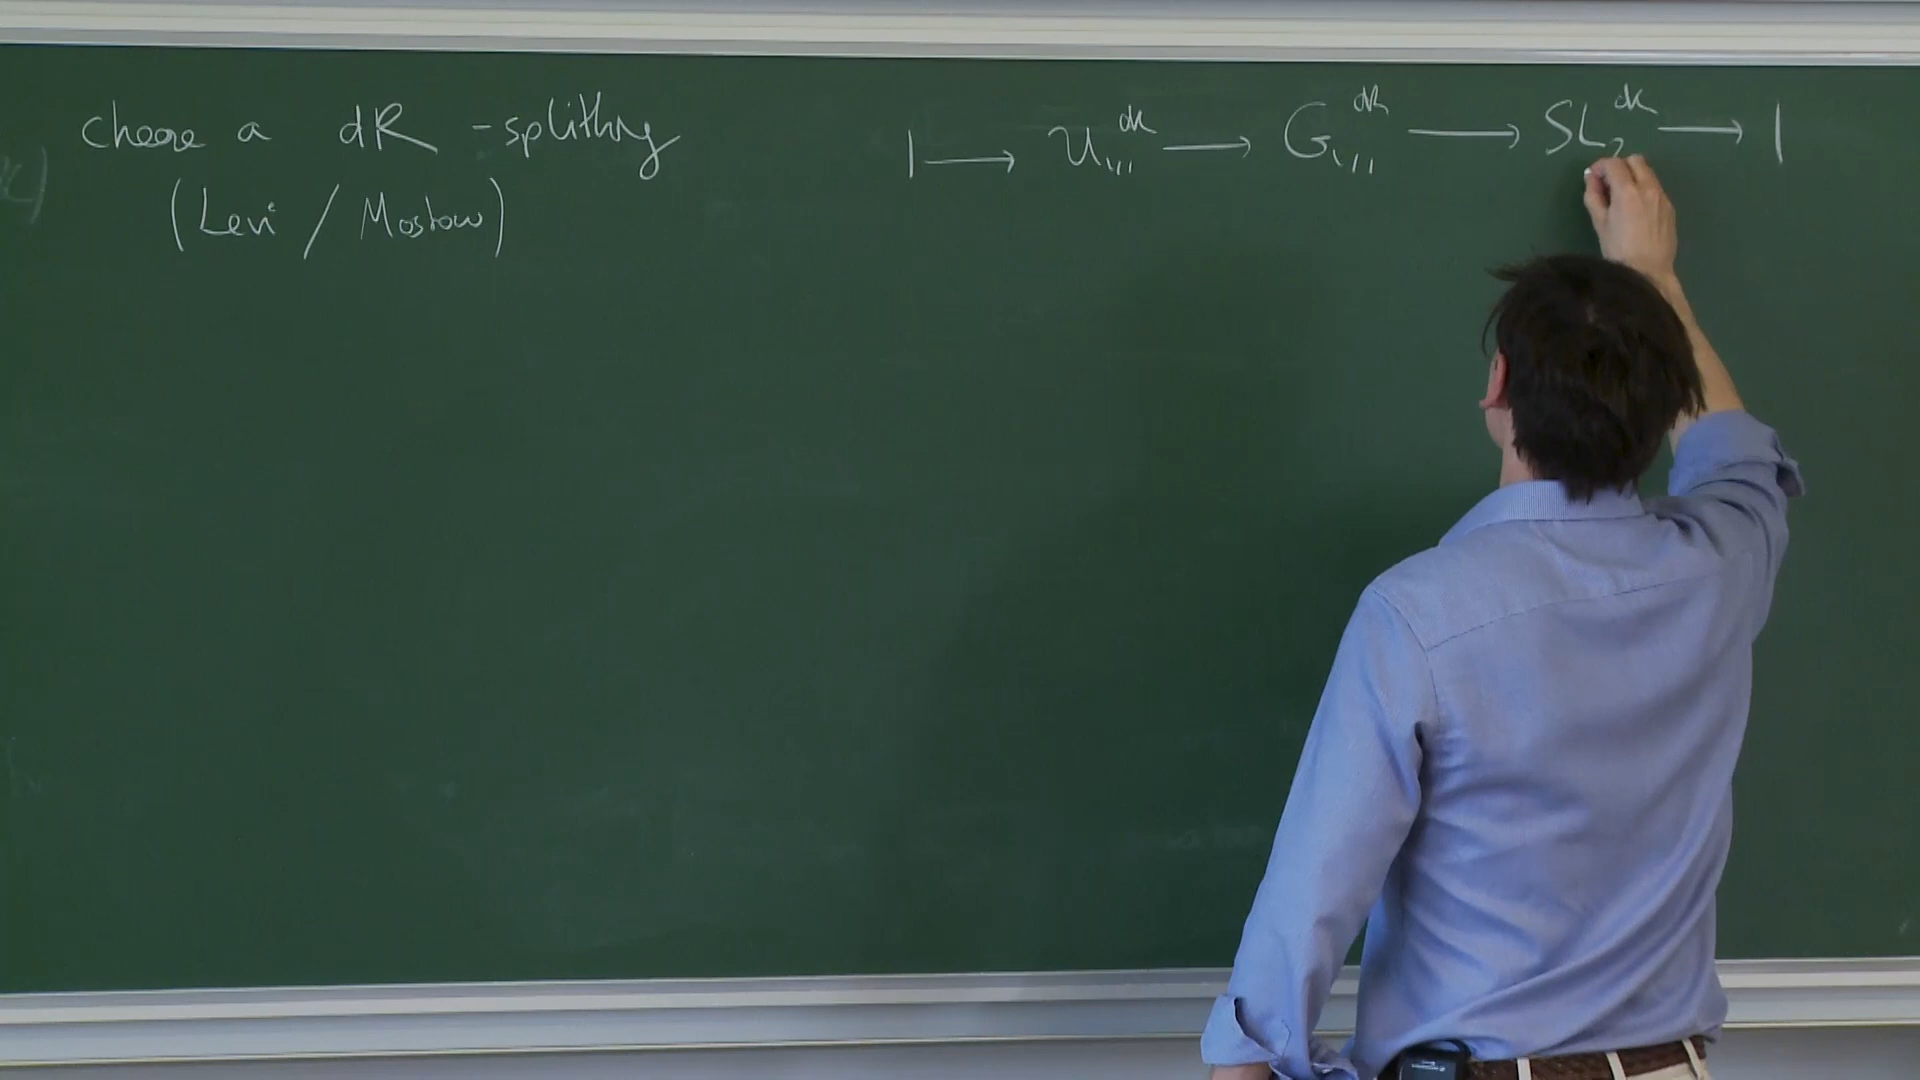 choose a dR - splitting
(Levi / Mostow)
1 → U₁,₁^dR → G₁,₁^dR → SL₂^dR → 1